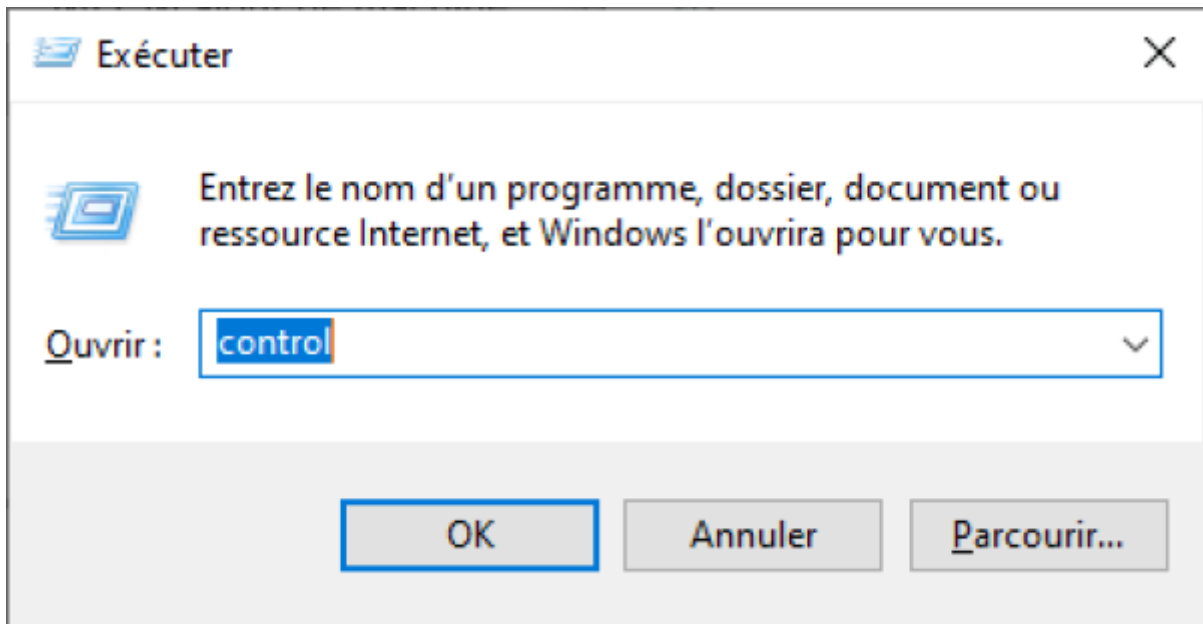 Exécuter
Entrez le nom d'un programme, dossier, document ou
ressource Internet, et Windows l'ouvrira pour vous.
Ouvrir :
control
OK
Annuler
Parcourir...